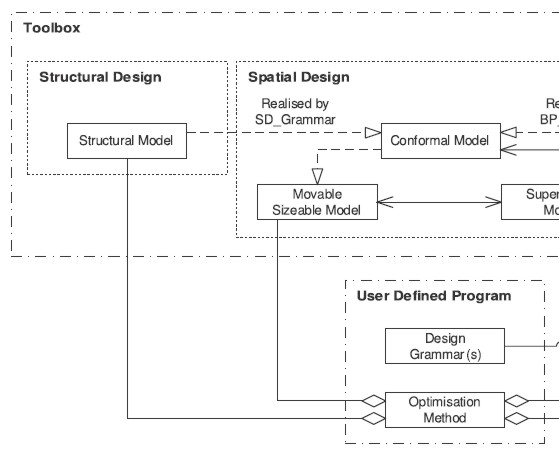 Toolbox
Structural Design
Spatial Design
Realised by
SD_Grammar
Re
BP_
Structural Model
Conformal Model
Movable
Sizeable Model
Super
Mo
User Defined Program
Design
Grammar(s)
Optimisation
Method